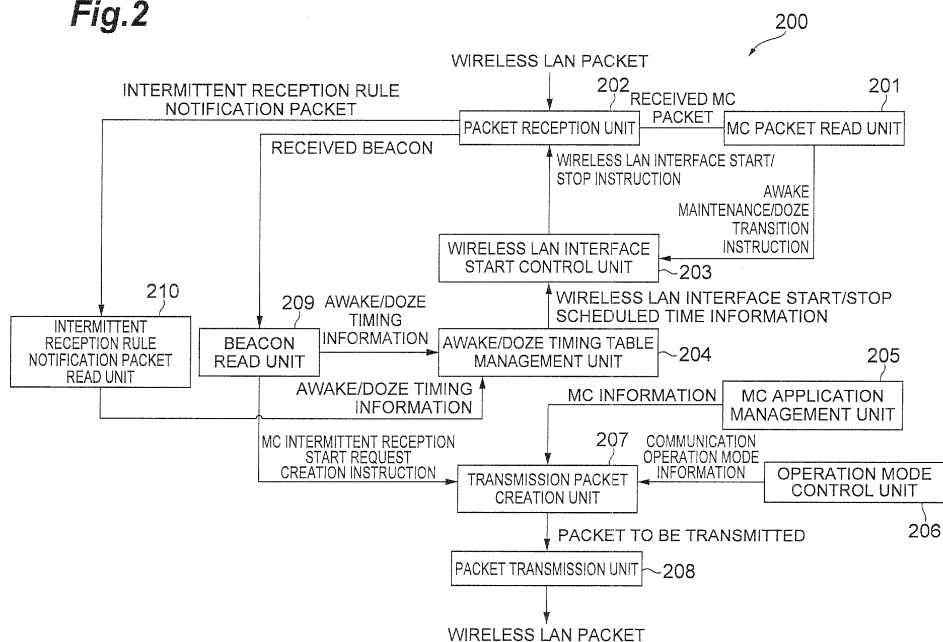 Fig.2
200
WIRELESS LAN PACKET
INTERMITTENT RECEPTION RULE
NOTIFICATION PACKET
202
RECEIVED MC
PACKET
201
PACKET RECEPTION UNIT
MC PACKET READ UNIT
RECEIVED BEACON
WIRELESS LAN INTERFACE START/
STOP INSTRUCTION
AWAKE
MAINTENANCE/DOZE
TRANSITION
INSTRUCTION
WIRELESS LAN INTERFACE
START CONTROL UNIT
203
210
209
AWAKE/DOZE
TIMING
INFORMATION
WIRELESS LAN INTERFACE START/STOP
SCHEDULED TIME INFORMATION
INTERMITTENT
RECEPTION RULE
NOTIFICATION PACKET
READ UNIT
BEACON
READ UNIT
AWAKE/DOZE TIMING TABLE
MANAGEMENT UNIT
204
205
AWAKE/DOZE TIMING
INFORMATION
MC INFORMATION
MC APPLICATION
MANAGEMENT UNIT
MC INTERMITTENT RECEPTION
START REQUEST
CREATION INSTRUCTION
207
COMMUNICATION
OPERATION MODE
INFORMATION
TRANSMISSION PACKET
CREATION UNIT
OPERATION MODE
CONTROL UNIT
206
PACKET TO BE TRANSMITTED
PACKET TRANSMISSION UNIT
208
WIRELESS LAN PACKET